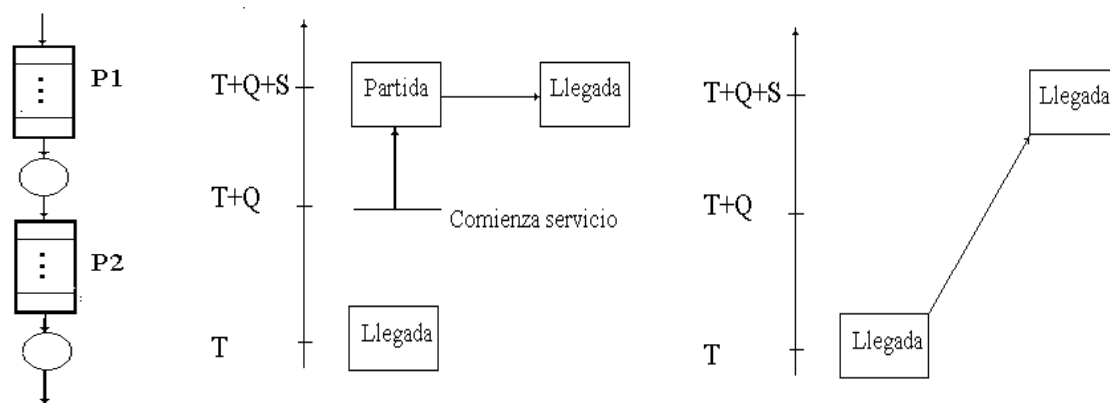 P1
P2
T+Q+S
Partida
Llegada
T+Q
Comienza servicio
Llegada
T
T+Q+S
Llegada
T+Q
Llegada
T